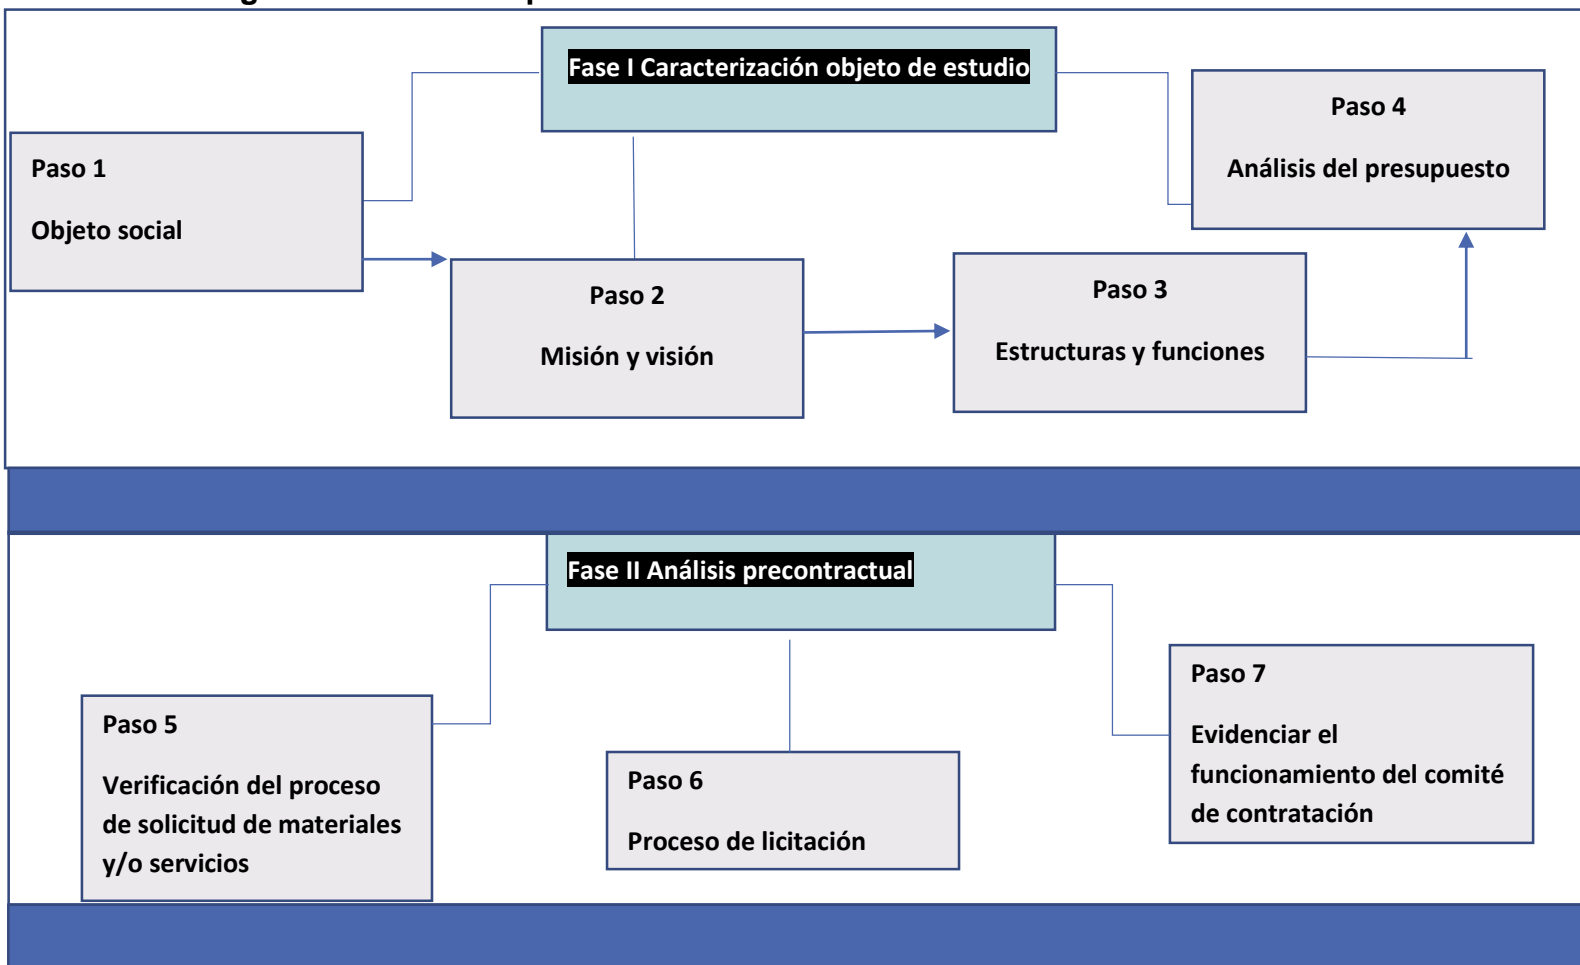 Fase I Caracterización objeto de estudio
Paso 1
Objeto social
Paso 2
Misión y visión
Paso 3
Estructuras y funciones
Paso 4
Análisis del presupuesto
Fase II Análisis precontractual
Paso 5
Verificación del proceso
de solicitud de materiales
y/o servicios
Paso 6
Proceso de licitación
Paso 7
Evidenciar el
funcionamiento del comité
de contratación